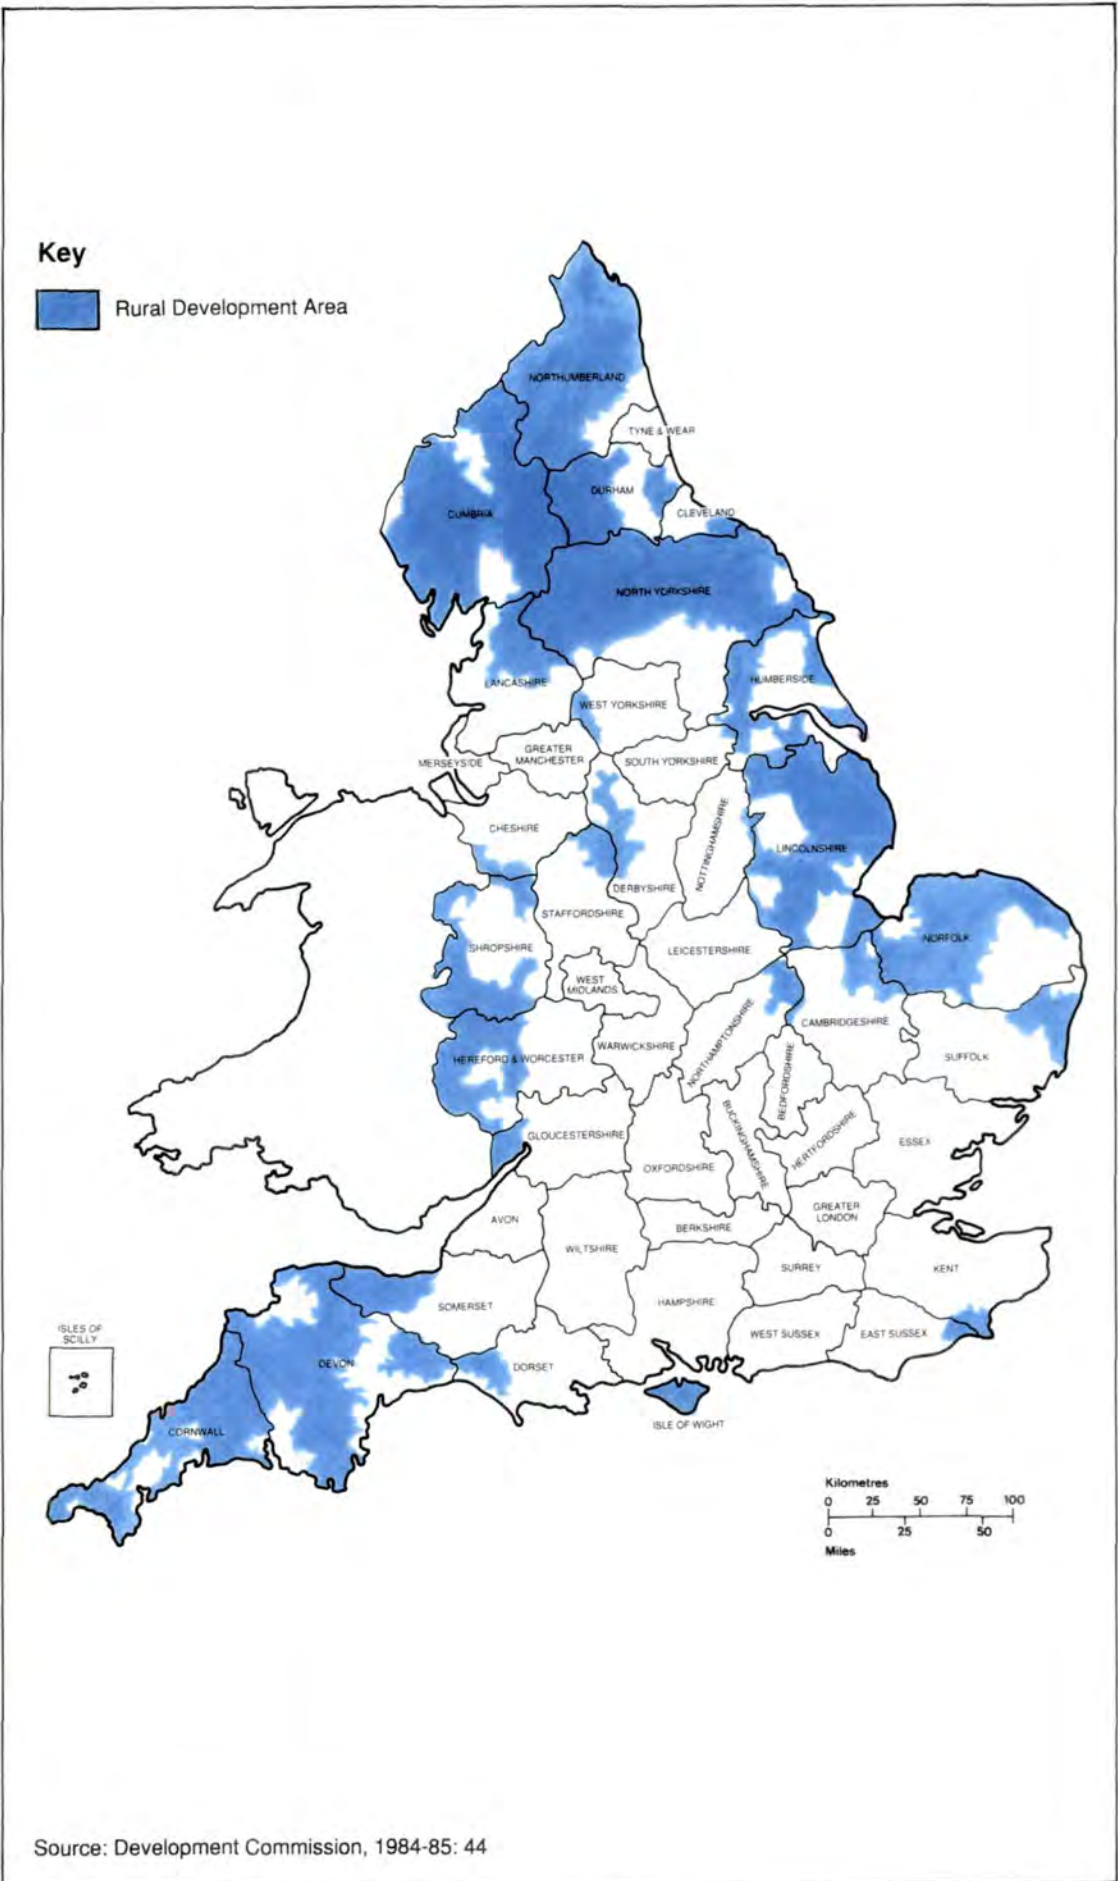 Key
Rural Development Area
NORTHUMBERLAND
TYNE & WEAR
DURHAM
CUMBRIA
CLEVELAND
NORTH YORKSHIRE
LANCASHIRE
HUMBERSIDE
WEST YORKSHIRE
GREATER
MANCHESTER
MERSEYSIDE
SOUTH YORKSHIRE
CHESHIRE
NOTTINGHAMSHIRE
LINCOLNSHIRE
DERBYSHIRE
STAFFORDSHIRE
SHROPSHIRE
LEICESTERSHIRE
NORFOLK
WEST
MIDLANDS
CAMBRIDGESHIRE
NORTHAMPTONSHIRE
HEREFORD & WORCESTER
WARWICKSHIRE
SUFFOLK
BEDFORDSHIRE
BUCKINGHAMSHIRE
HERTFORDSHIRE
GLOUCESTERSHIRE
ESSEX
OXFORDSHIRE
GREATER
LONDON
AVON
BERKSHIRE
WILTSHIRE
SURREY
KENT
SOMERSET
HAMPSHIRE
ISLES OF
SCILLY
WEST SUSSEX
EAST SUSSEX
DEVON
DORSET
ISLE OF WIGHT
CORNWALL
Kilometres
0 25 50 75 100
0 25 50
Miles
Source: Development Commission, 1984-85: 44